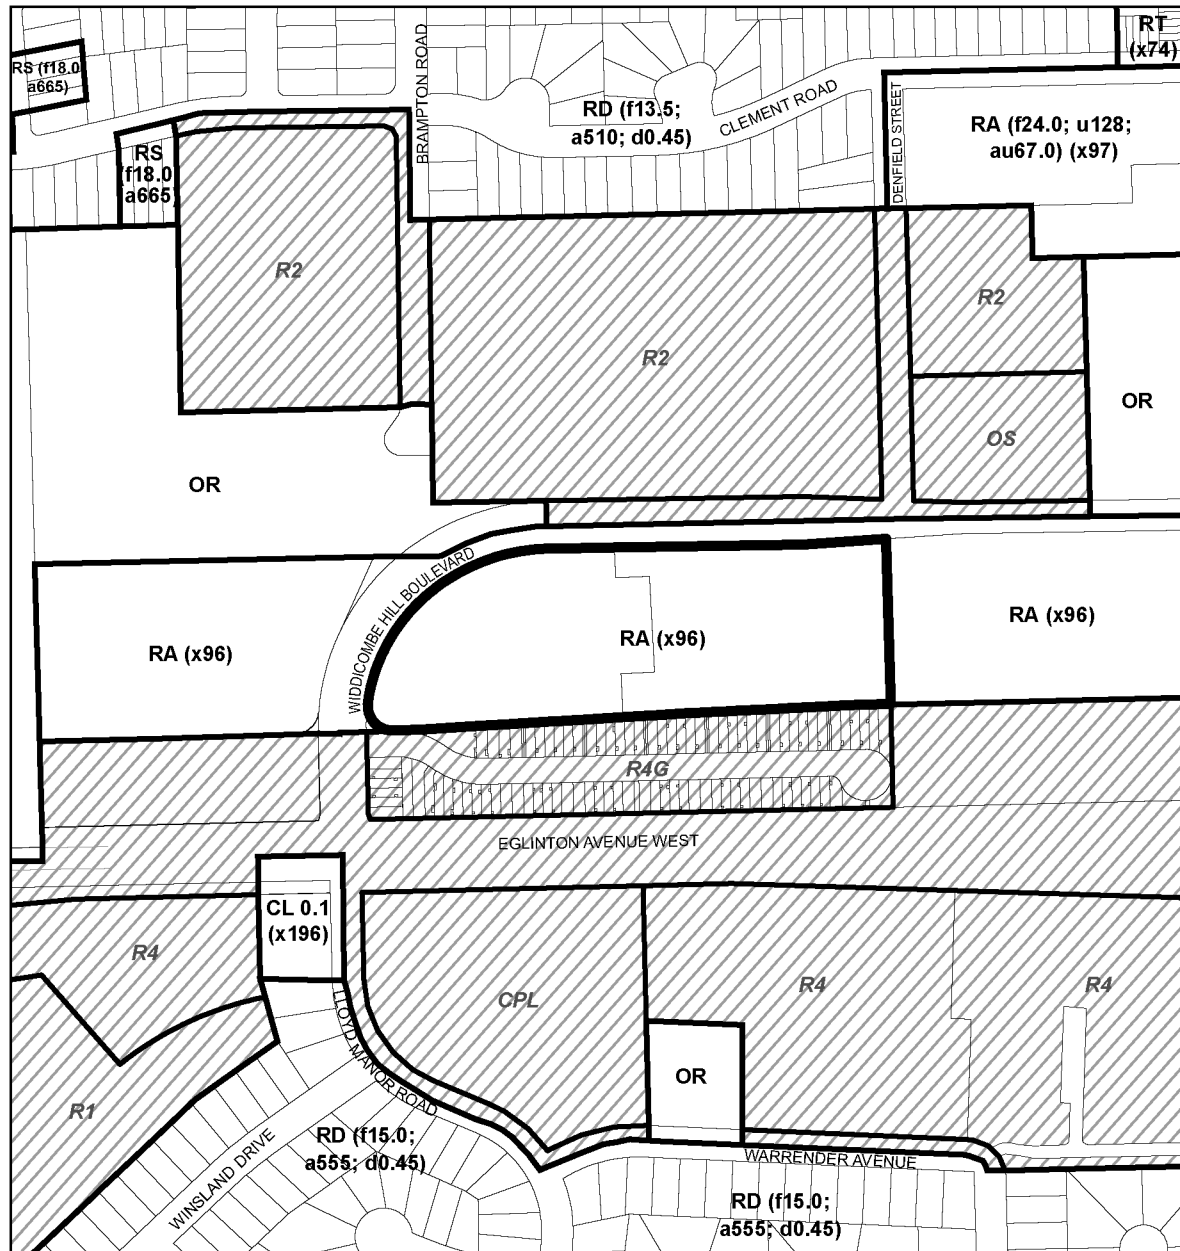 RT
(x74)
RS (f18.0
a665)
BRAMPTON ROAD
RD (f13.5;
a510; d0.45)
CLEMENT ROAD
DENFIELD STREET
RA (f24.0; u128;
au67.0) (x97)
RS
(f18.0
a665)
R2
R2
R2
OR
OS
OR
WIDDICOMBE HILL BOULEVARD
RA (x96)
RA (x96)
RA (x96)
R4G
EGLINTON AVENUE WEST
CL 0.1
(x196)
R4
CPL
R4
R4
LLOYD MANOR ROAD
OR
R1
WINSLAND DRIVE
RD (f15.0;
a555; d0.45)
WARRENDER AVENUE
RD (f15.0;
a555; d0.45)